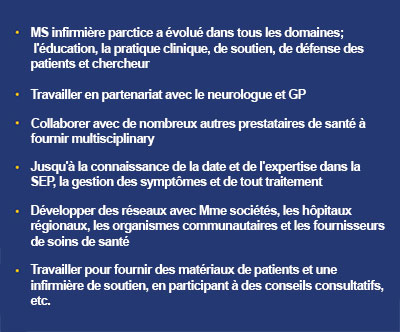 • MS infirmière parctice a évolué dans tous les domaines;
l'éducation, la pratique clinique, de soutien, de défense des
patients et chercheur
• Travailler en partenariat avec le neurologue et GP
• Collaborer avec de nombreux autres prestataires de santé à
fournir multisciplinary
• Jusqu'à la connaissance de la date et de l'expertise dans la
SEP, la gestion des symptômes et de tout traitement
• Développer des réseaux avec Mme sociétés, les hôpitaux
régionaux, les organismes communautaires et les fournisseurs
de soins de santé
• Travailler pour fournir des matériaux de patients et une
infirmière de soutien, en participant à des conseils consultatifs,
etc.